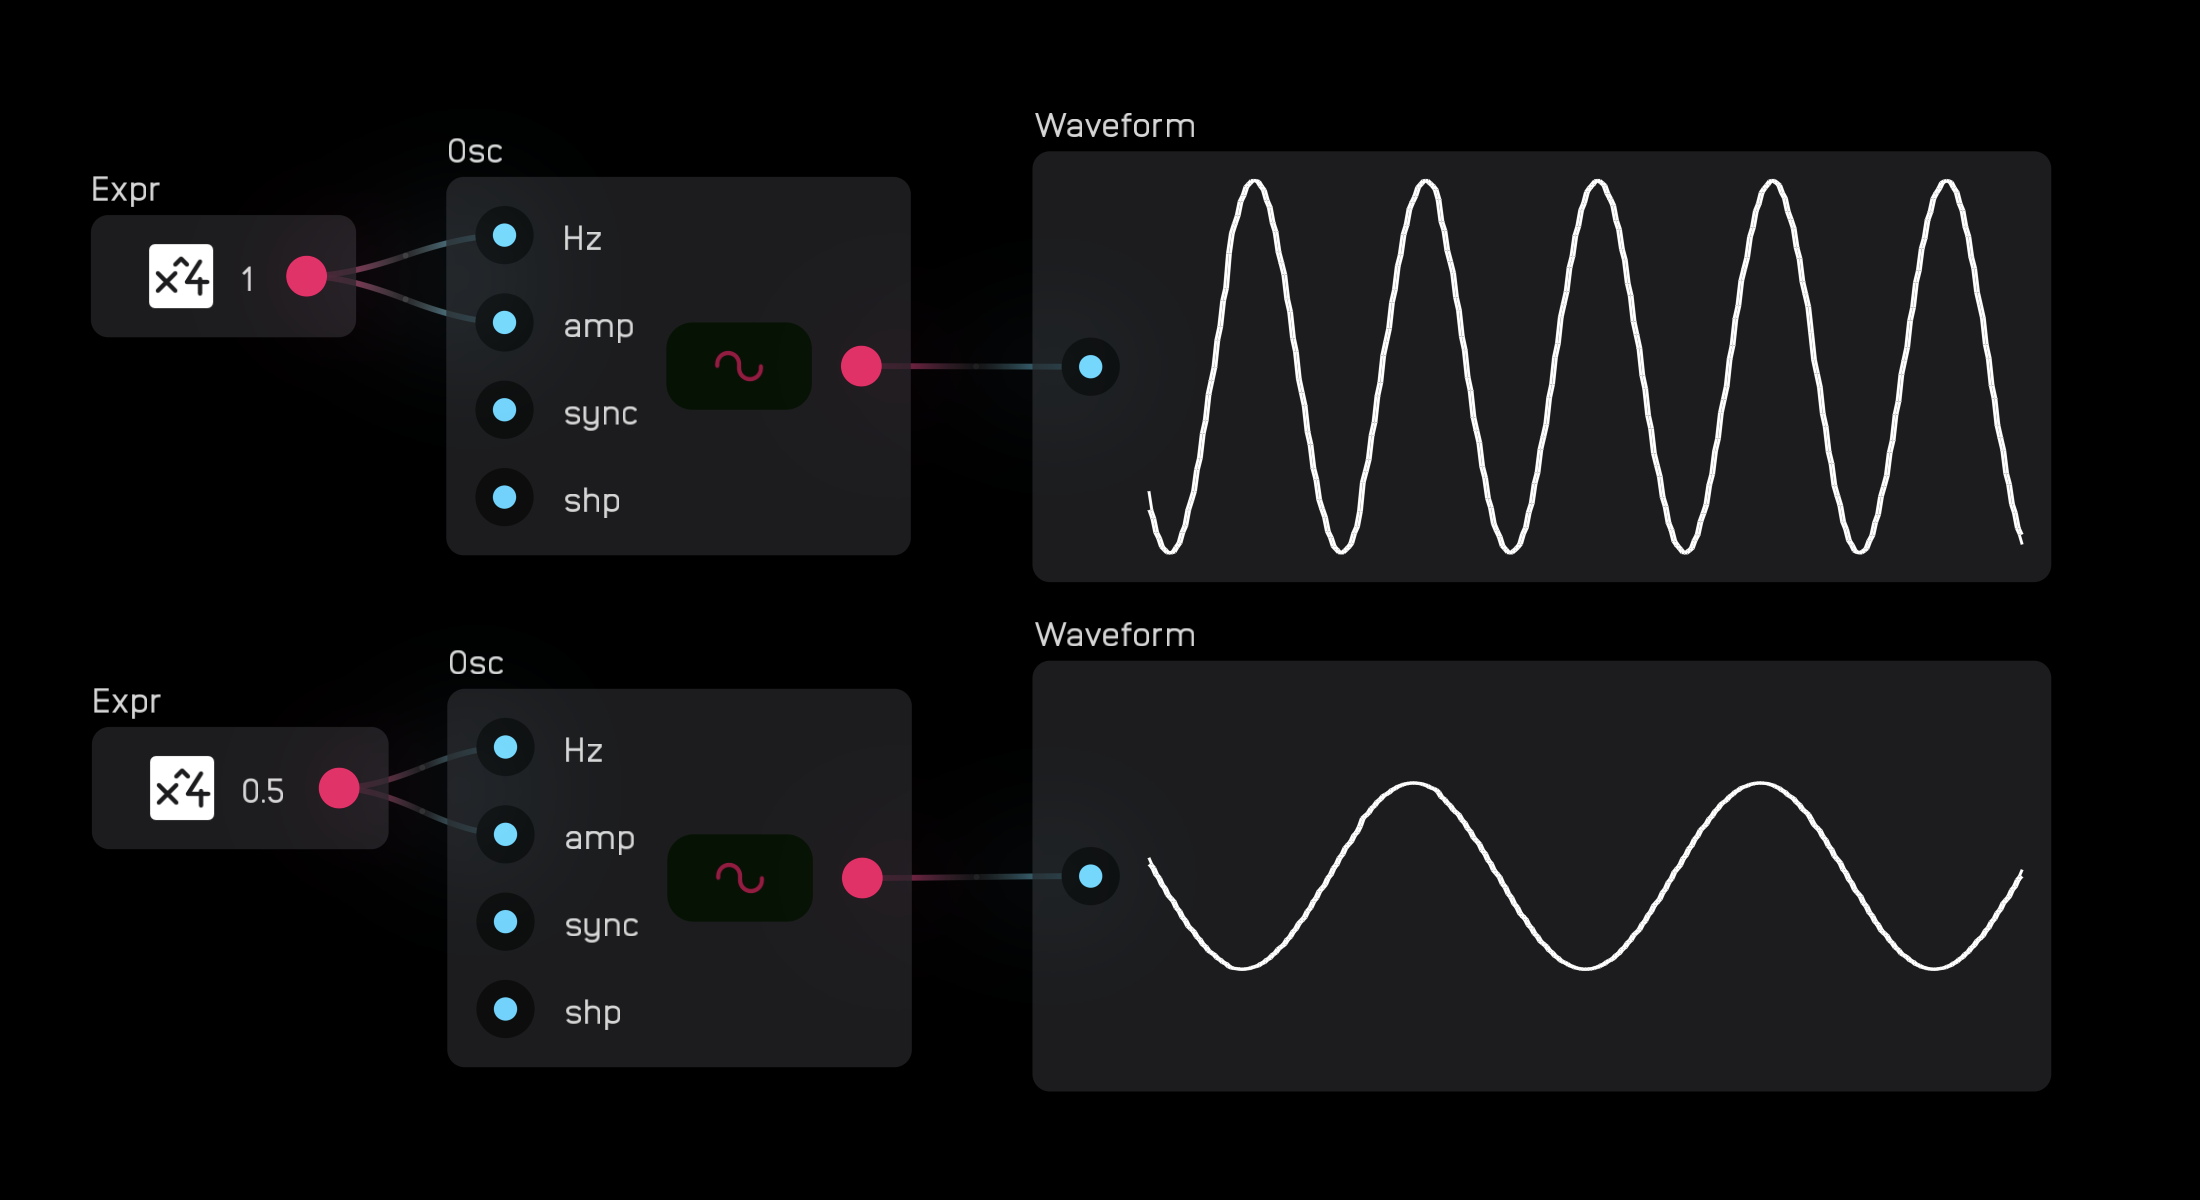 Expr
x^4 1
Osc
Hz
amp
sync
shp
Waveform
Expr
x^4 0.5
Osc
Hz
amp
sync
shp
Waveform